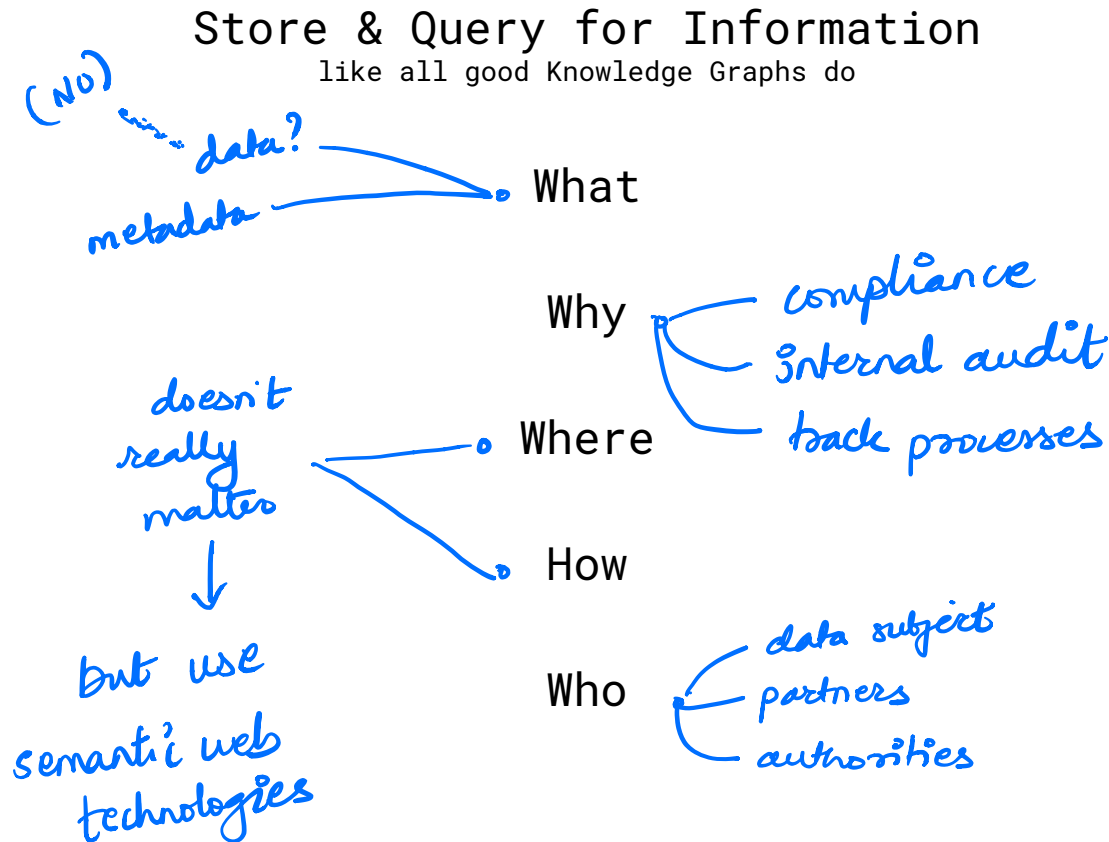 Store & Query for Information
like all good Knowledge Graphs do
(NO)
data?
metadata
What
Why
compliance
internal audit
track processes
doesn't
really
matter
Where
How
but use
semantic web
technologies
Who
data subject
partners
authorities